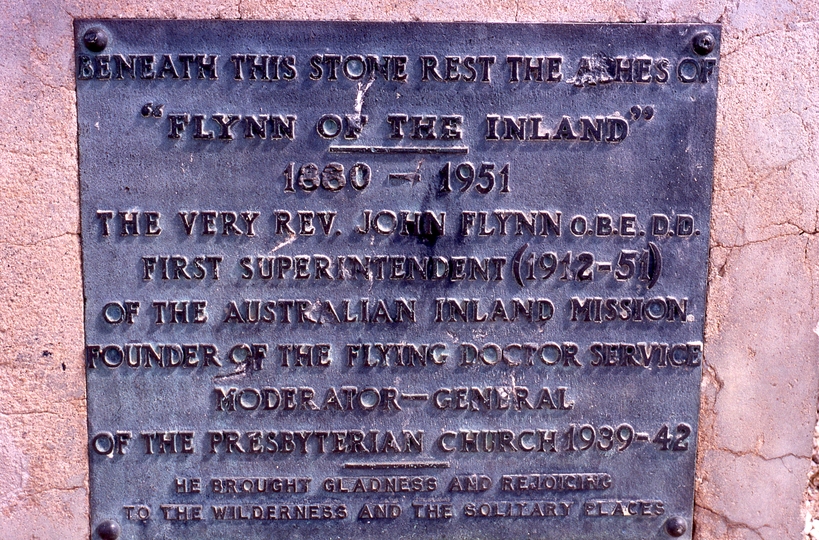 BENEATH THIS STONE REST THE ASHES OF
"FLYNN OF THE INLAND"
1880 - 1951
THE VERY REV. JOHN FLYNN O.B.E. D.D.
FIRST SUPERINTENDENT (1912-51)
OF THE AUSTRALIAN INLAND MISSION.
FOUNDER OF THE FLYING DOCTOR SERVICE
MODERATOR-GENERAL
OF THE PRESBYTERIAN CHURCH 1939-42
HE BROUGHT GLADNESS AND REJOICING
TO THE WILDERNESS AND THE SOLITARY PLACES